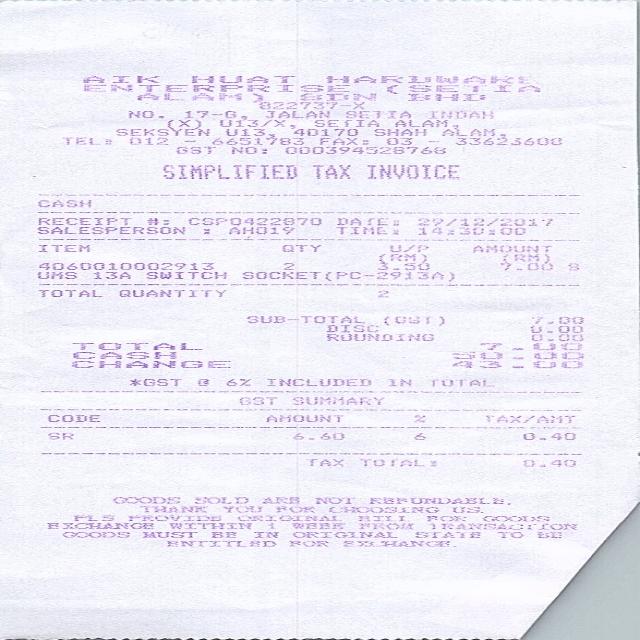 AIK HUAT HARDWARE
ENTERPRISE (SETIA
ALAM) SDN BHD
822737-X
NO. 17-G, JALAN SETIA INDAH
(X) U13/X, SETIA ALAM,
SEKSYEN U13, 40170 SHAH ALAM,
TEL: 012 - 6651783 FAX: 03 - 33623608
GST NO: 000394528768
SIMPLIFIED TAX INVOICE
CASH
RECEIPT #: CSP0422870 DATE: 29/12/2017
SALESPERSON : AH019 TIME: 14:30:00
ITEM QTY U/P AMOUNT
(RM) (RM)
4060010002913 2 3.50 7.00 S
UMS 13A SWITCH SOCKET(PC-2913A)
TOTAL QUANTITY 2
SUB-TOTAL (GST) 7.00
DISC 0.00
ROUNDING 0.00
TOTAL 7.00
CASH 50.00
CHANGE 43.00
*GST @ 6% INCLUDED IN TOTAL
GST SUMMARY
CODE AMOUNT % TAX/AMT
SR 6.60 6 0.40
TAX TOTAL: 0.40
GOODS SOLD ARE NOT REFUNDABLE,
THANK YOU FOR CHOOSING US.
PLS PROVIDE ORIGINAL BILL FOR GOODS
EXCHANGE WITHIN 1 WEEK FROM TRANSACTION
GOODS MUST BE IN ORIGINAL STATE TO BE
ENTITLED FOR EXCHANGE.